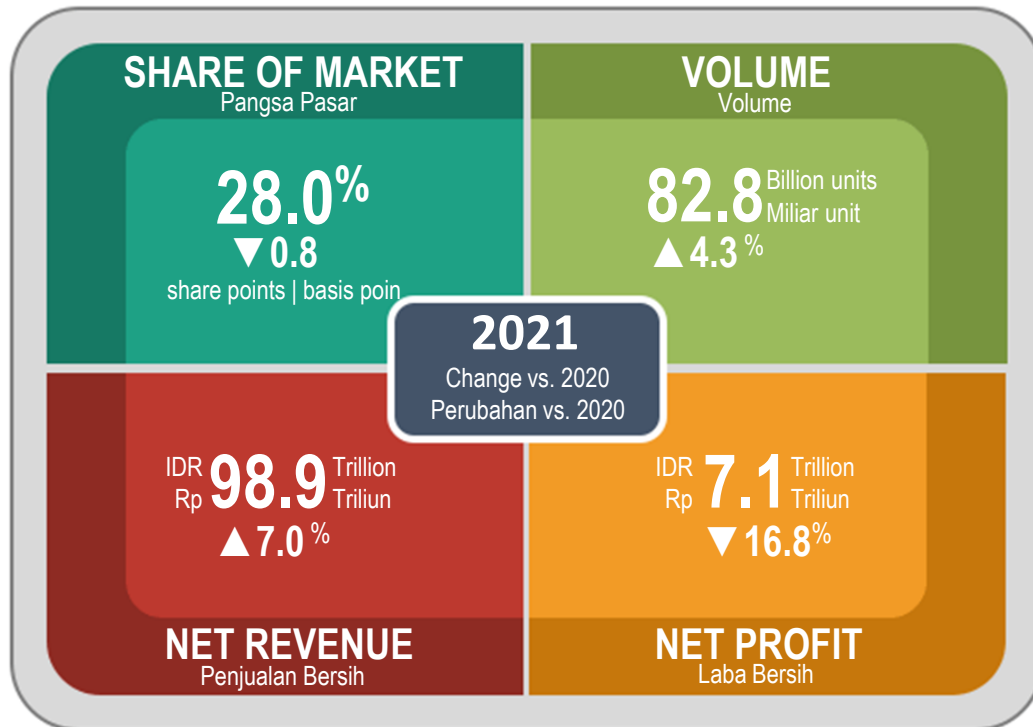 SHARE OF MARKET
Pangsa Pasar
28.0%
▼ 0.8
share points | basis poin
VOLUME
Volume
82.8 Billion units
Miliar unit
▲ 4.3 %
2021
Change vs. 2020
Perubahan vs. 2020
IDR 98.9 Trillion
Rp Triliun
▲ 7.0 %
NET REVENUE
Penjualan Bersih
IDR 7.1 Trillion
Rp Triliun
▼ 16.8%
NET PROFIT
Laba Bersih